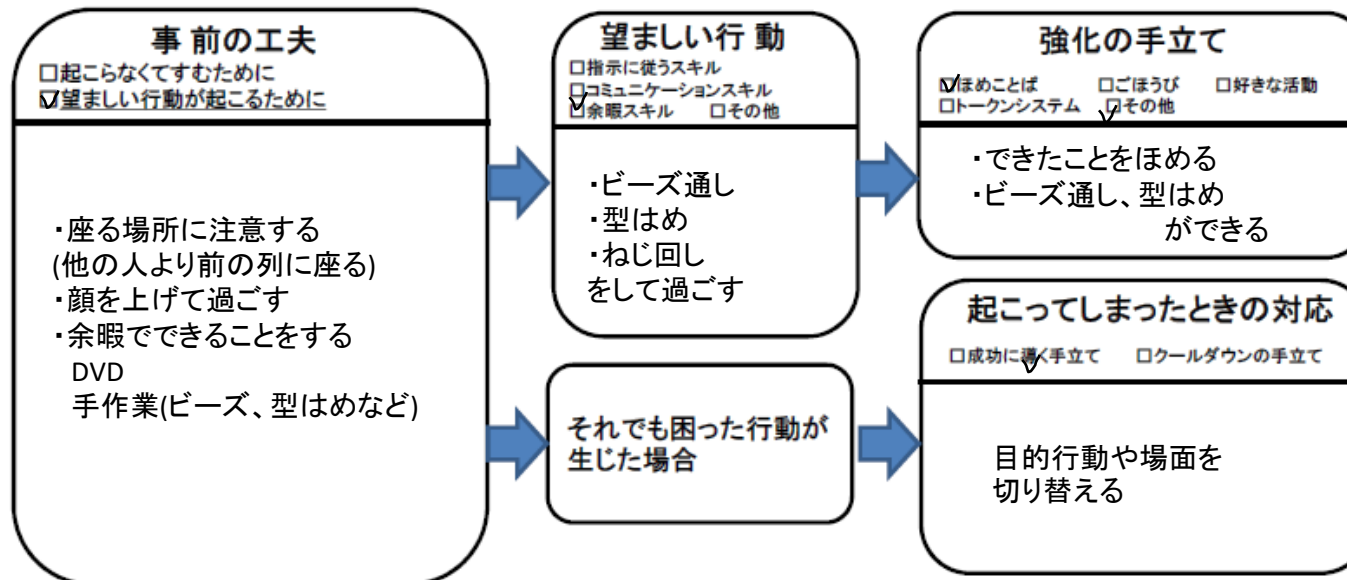 事 前の工夫
□起こらなくてすむために
☑望ましい行動が起こるために
・座る場所に注意する
(他の人より前の列に座る)
・顔を上げて過ごす
・余暇でできることをする
DVD
手作業(ビーズ、型はめなど)
望ましい行 動
□指示に従うスキル
□コミュニケーションスキル
☑余暇スキル □その他
・ビーズ通し
・型はめ
・ねじ回し
をして過ごす
それでも困った行動が
生じた場合
強化の手立て
☑ほめことば □ごほうび □好きな活動
□トークンシステム ☑その他
・できたことをほめる
・ビーズ通し、型はめ
ができる
起こってしまったときの対応
□成功に導く手立て □クールダウンの手立て
目的行動や場面を
切り替える